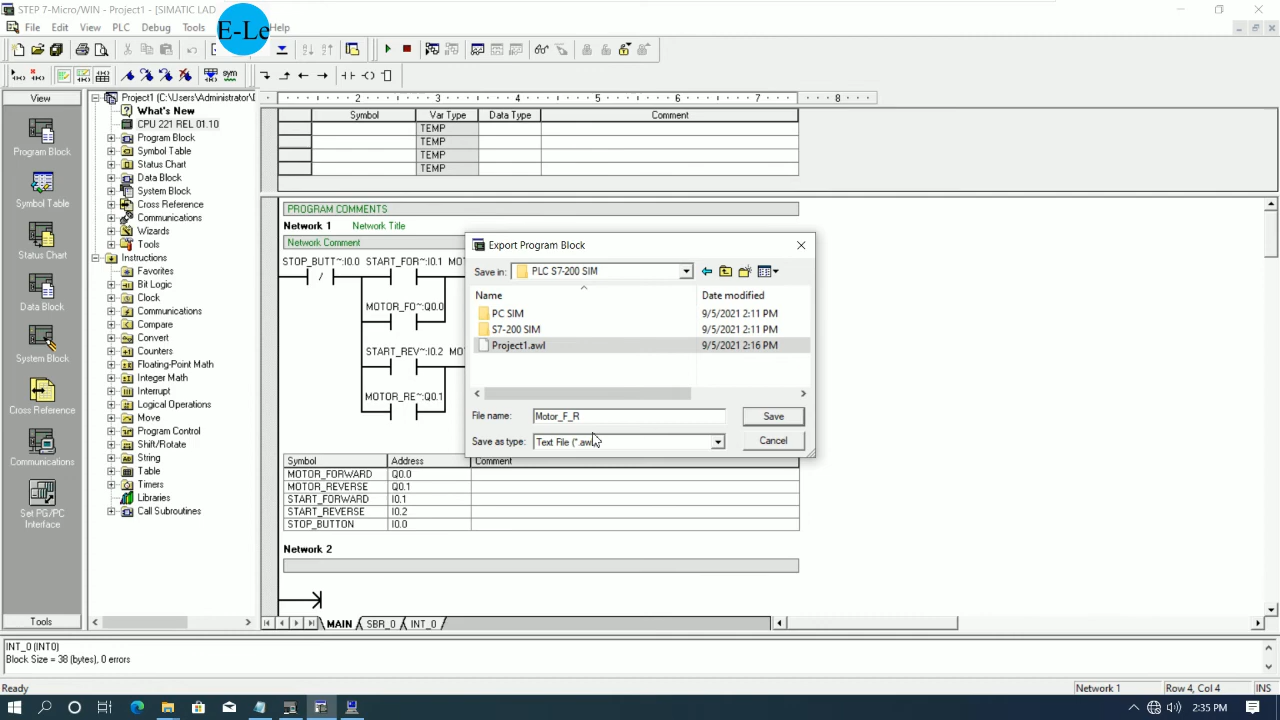 STEP 7-Micro/WIN - Project1 - [SIMATIC LAD
File Edit View PLC Debug Tools Help
E-Le
sym
View
Program Block
Symbol Table
Status Chart
Data Block
System Block
Cross Reference
Communications
Set PG/PC
Interface
Tools
Project1 (C:\Users\Administrator\D
What's New
CPU 221 REL 01.10
Program Block
Symbol Table
Status Chart
Data Block
System Block
Cross Reference
Communications
Wizards
Tools
Instructions
Favorites
Bit Logic
Clock
Communications
Compare
Convert
Counters
Floating-Point Math
Integer Math
Interrupt
Logical Operations
Move
Program Control
Shift/Rotate
String
Table
Timers
Libraries
Call Subroutines
2 3 4 5 6 7 8
Symbol Var Type Data Type Comment
TEMP
TEMP
TEMP
TEMP
PROGRAM COMMENTS
Network 1 Network Title
Network Comment
STOP_BUTT~:I0.0 START_FOR~:I0.1
MOTOR_FO~:Q0.0
START_REV~:I0.2
MOTOR_RE~:Q0.1
Export Program Block
Save in: PLC S7-200 SIM
Name Date modified
PC SIM 9/5/2021 2:11 PM
S7-200 SIM 9/5/2021 2:11 PM
Project1.awl 9/5/2021 2:16 PM
File name: Motor_F_R Save
Save as type: Text File (*.awl) Cancel
Symbol Address Comment
MOTOR_FORWARD Q0.0
MOTOR_REVERSE Q0.1
START_FORWARD I0.1
START_REVERSE I0.2
STOP_BUTTON I0.0
Network 2
MAIN SBR_0 INT_0
INT_0 (INT0)
Block Size = 38 (bytes), 0 errors
Ready Network 1 Row 4, Col 4 INS
2:35 PM